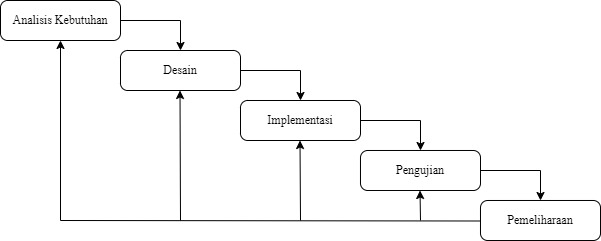 Analisis Kebutuhan
Desain
Implementasi
Pengujian
Pemeliharaan